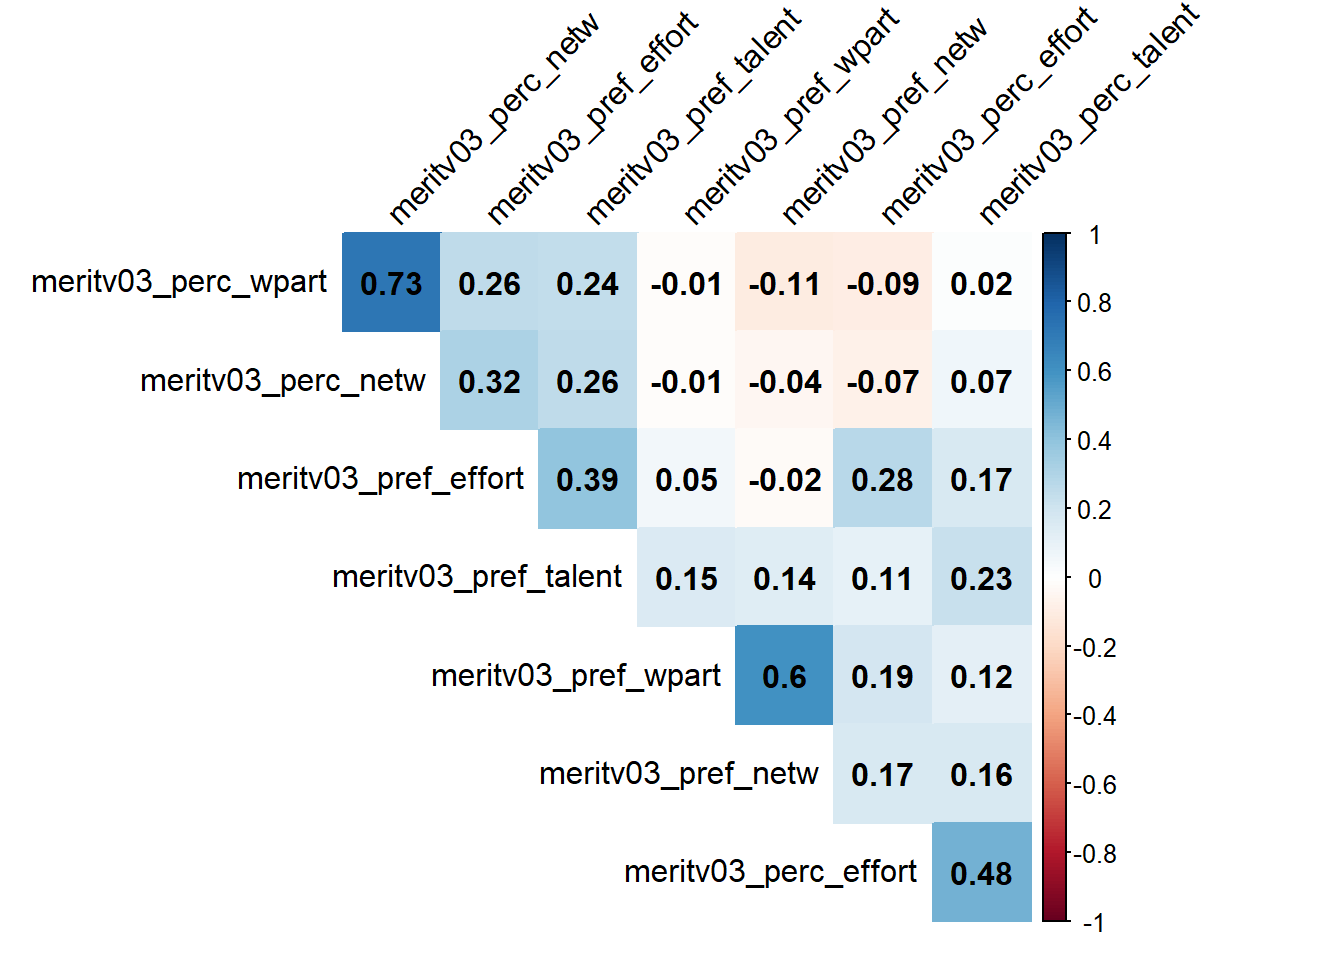 meritv03_perc_netw
meritv03_pref_effort
meritv03_pref_talent
meritv03_pref_wpart
meritv03_pref_netw
meritv03_perc_effort
meritv03_perc_talent
meritv03_perc_wpart 0.73 0.26 0.24 -0.01 -0.11 -0.09 0.02
meritv03_perc_netw 0.32 0.26 -0.01 -0.04 -0.07 0.07
meritv03_pref_effort 0.39 0.05 -0.02 0.28 0.17
meritv03_pref_talent 0.15 0.14 0.11 0.23
meritv03_pref_wpart 0.6 0.19 0.12
meritv03_pref_netw 0.17 0.16
meritv03_perc_effort 0.48
1
0.8
0.6
0.4
0.2
0
-0.2
-0.4
-0.6
-0.8
-1